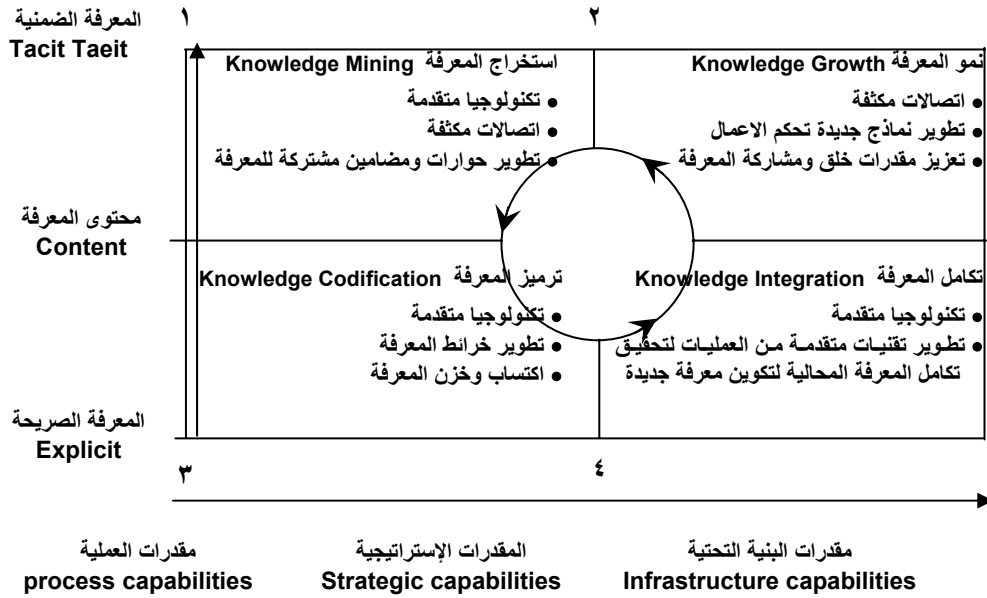 المعرفة الضمنية
Tacit Taeit
١
٢
استخراج المعرفة Knowledge Mining
● تكنولوجيا متقدمة
● اتصالات مكثفة
● تطوير حوارات ومضامين مشتركة للمعرفة
نمو المعرفة Knowledge Growth
● اتصالات مكثفة
● تطوير نماذج جديدة تحكم الاعمال
● تعزيز مقدرات خلق ومشاركة المعرفة
محتوى المعرفة
Content
ترميز المعرفة Knowledge Codification
● تكنولوجيا متقدمة
● تطوير خرائط المعرفة
● اكتساب وخزن المعرفة
تكامل المعرفة Knowledge Integration
● تكنولوجيا متقدمة
● تطوير تقنيات متقدمة من العمليات لتحقيق
تكامل المعرفة المحالية لتكوين معرفة جديدة
المعرفة الصريحة
Explicit
٣
٤
مقدرات العملية
process capabilities
المقدرات الإستراتيجية
Strategic capabilities
مقدرات البنية التحتية
Infrastructure capabilities